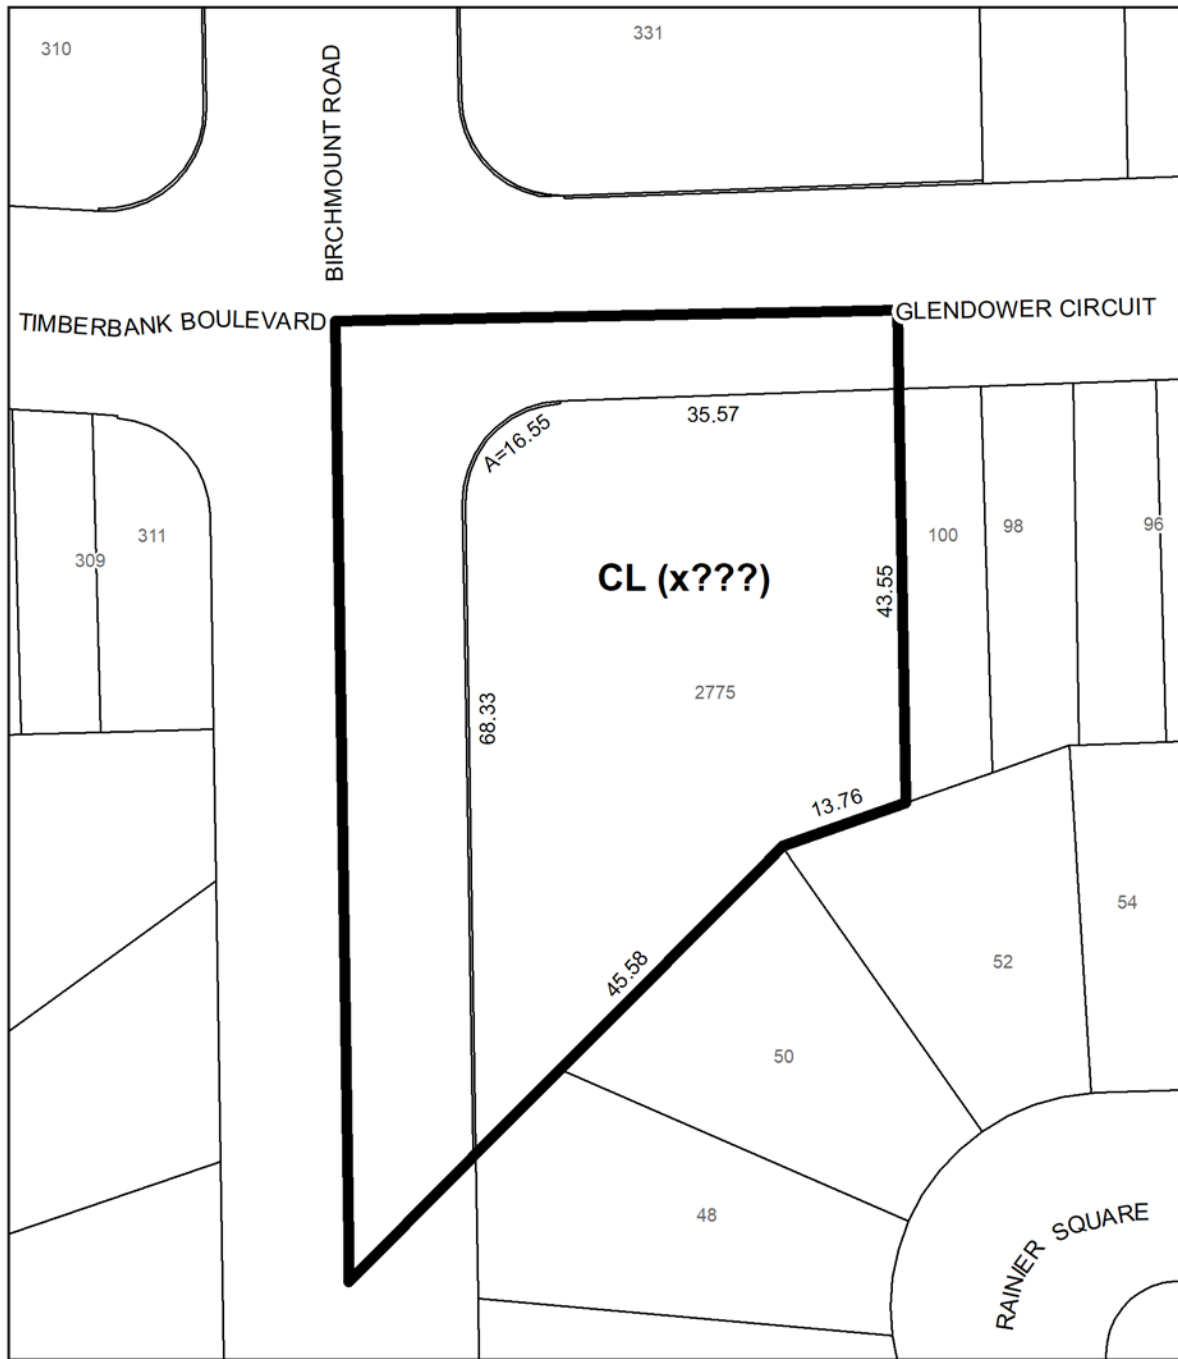 310
331
BIRCHMOUNT ROAD
TIMBERBANK BOULEVARD
GLENDOWER CIRCUIT
A=16.55
35.57
311
309
100
98
96
CL (x???)
43.55
2775
68.33
13.76
45.58
54
52
50
48
RAINIER SQUARE